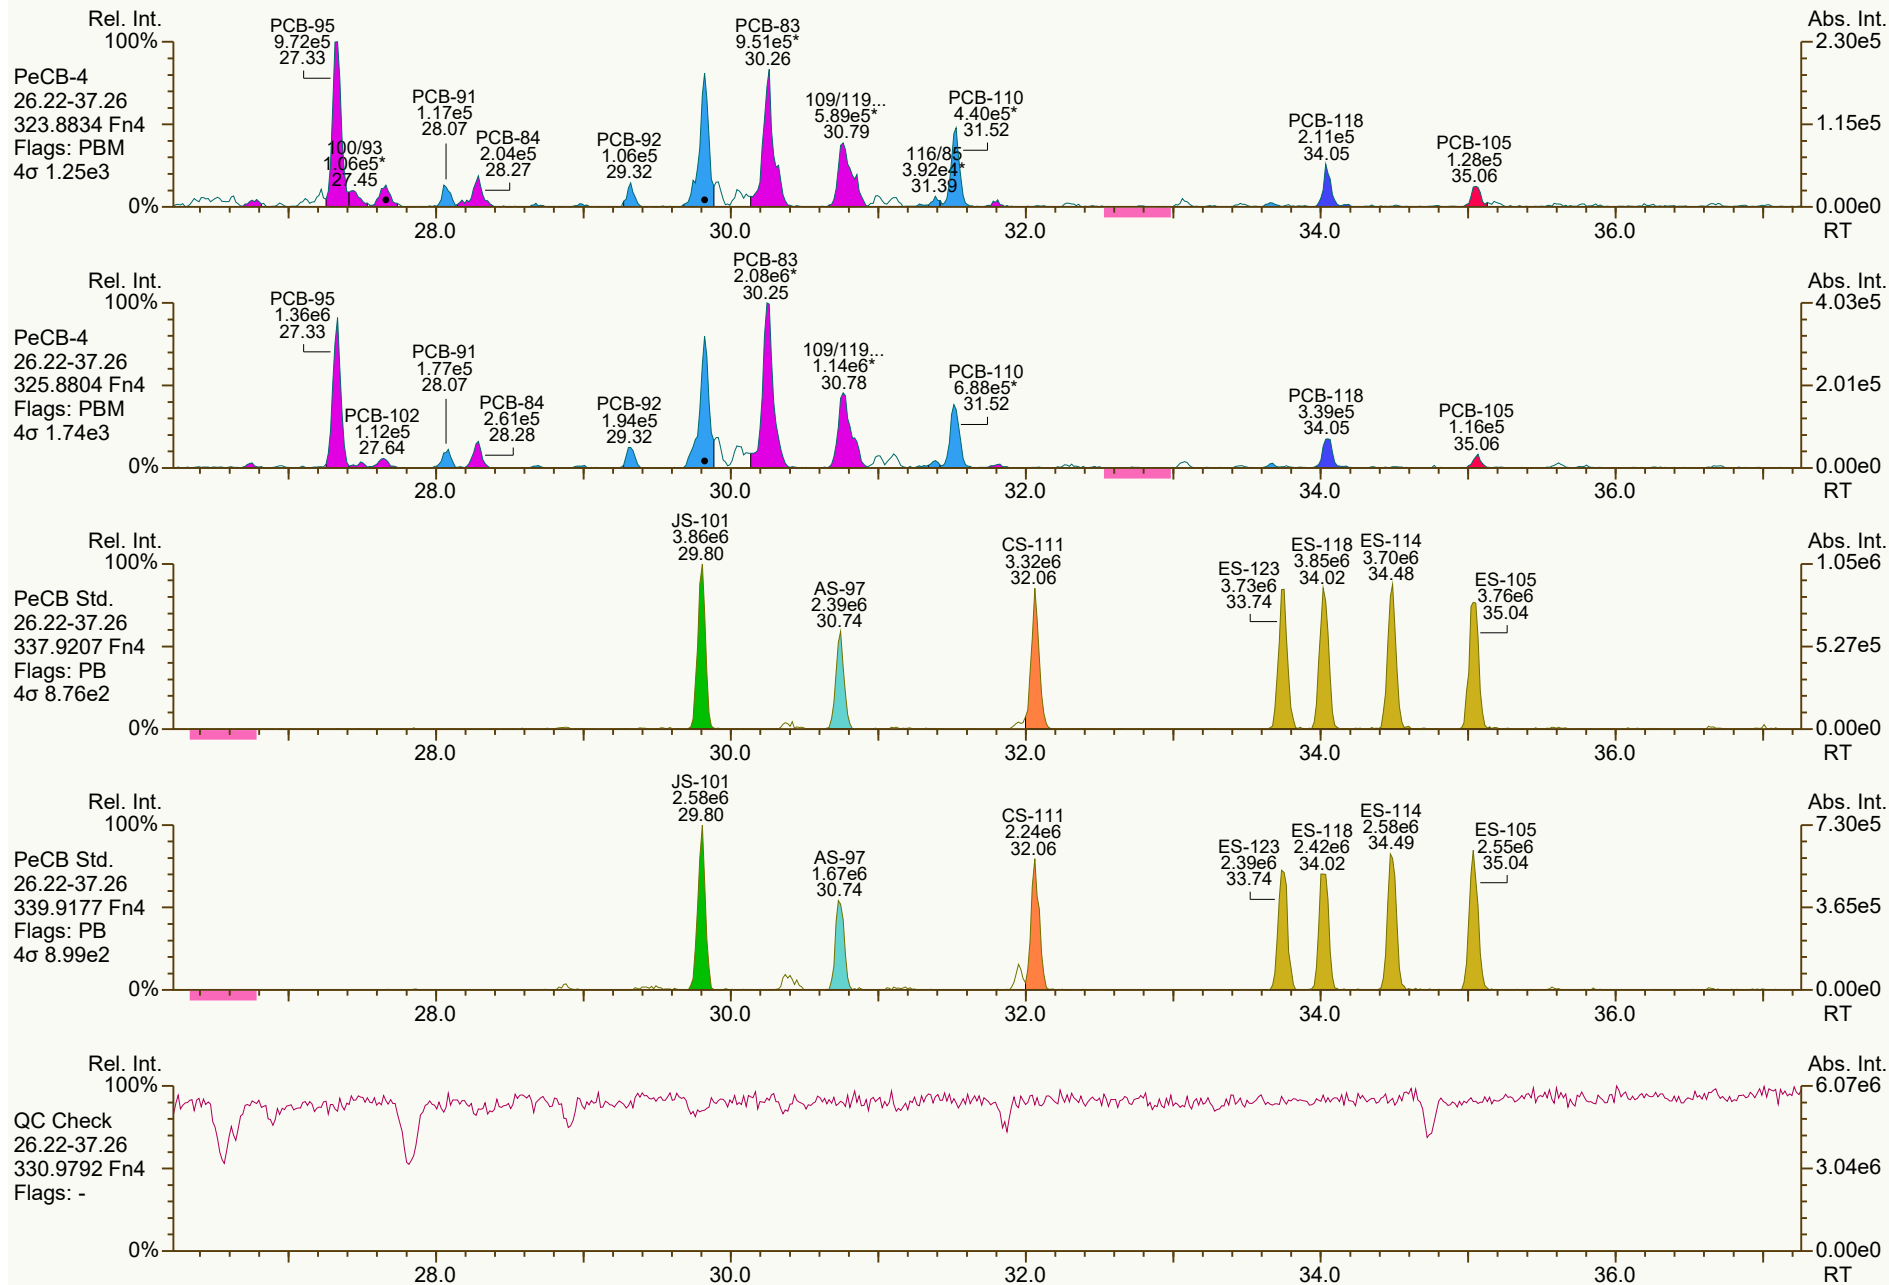 Rel. Int.
Abs. Int.
100%
0%
PeCB-4
26.22-37.26
323.8834 Fn4
Flags: PBM
4σ 1.25e3
PCB-95
9.72e5
27.33
100/93
1.06e5*
27.45
PCB-91
1.17e5
28.07
PCB-84
2.04e5
28.27
PCB-92
1.06e5
29.32
PCB-83
9.51e5*
30.26
109/119...
5.89e5*
30.79
116/85
3.92e4*
31.39
PCB-110
4.40e5*
31.52
PCB-118
2.11e5
34.05
PCB-105
1.28e5
35.06
2.30e5
1.15e5
0.00e0
28.0 30.0 32.0 34.0 36.0 RT
Rel. Int.
Abs. Int.
100%
0%
PeCB-4
26.22-37.26
325.8804 Fn4
Flags: PBM
4σ 1.74e3
PCB-95
1.36e6
27.33
PCB-102
1.12e5
27.64
PCB-91
1.77e5
28.07
PCB-84
2.61e5
28.28
PCB-92
1.94e5
29.32
PCB-83
2.08e6*
30.25
109/119...
1.14e6*
30.78
PCB-110
6.88e5*
31.52
PCB-118
3.39e5
34.05
PCB-105
1.16e5
35.06
4.03e5
2.01e5
0.00e0
28.0 30.0 32.0 34.0 36.0 RT
Rel. Int.
Abs. Int.
100%
0%
PeCB Std.
26.22-37.26
337.9207 Fn4
Flags: PB
4σ 8.76e2
JS-101
3.86e6
29.80
AS-97
2.39e6
30.74
CS-111
3.32e6
32.06
ES-123
3.73e6
33.74
ES-118
3.85e6
34.02
ES-114
3.70e6
34.48
ES-105
3.76e6
35.04
1.05e6
5.27e5
0.00e0
28.0 30.0 32.0 34.0 36.0 RT
Rel. Int.
Abs. Int.
100%
0%
PeCB Std.
26.22-37.26
339.9177 Fn4
Flags: PB
4σ 8.99e2
JS-101
2.58e6
29.80
AS-97
1.67e6
30.74
CS-111
2.24e6
32.06
ES-123
2.39e6
33.74
ES-118
2.42e6
34.02
ES-114
2.58e6
34.49
ES-105
2.55e6
35.04
7.30e5
3.65e5
0.00e0
28.0 30.0 32.0 34.0 36.0 RT
Rel. Int.
Abs. Int.
100%
0%
QC Check
26.22-37.26
330.9792 Fn4
Flags: -
6.07e6
3.04e6
0.00e0
28.0 30.0 32.0 34.0 36.0 RT